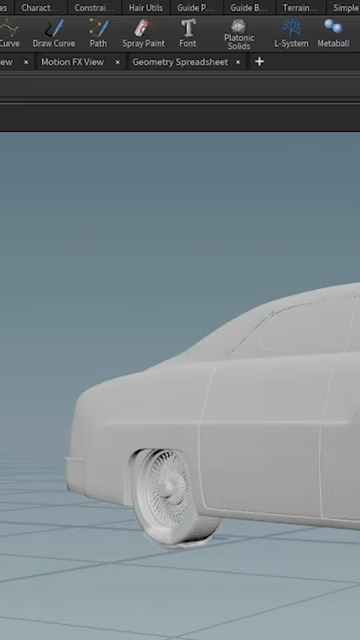 Charact... Constrai... Hair Utils Guide P... Guide B... Terrain... Simple
Curve Draw Curve Path Spray Paint Font Platonic Solids L-System Metaball
Motion FX View × Geometry Spreadsheet × +